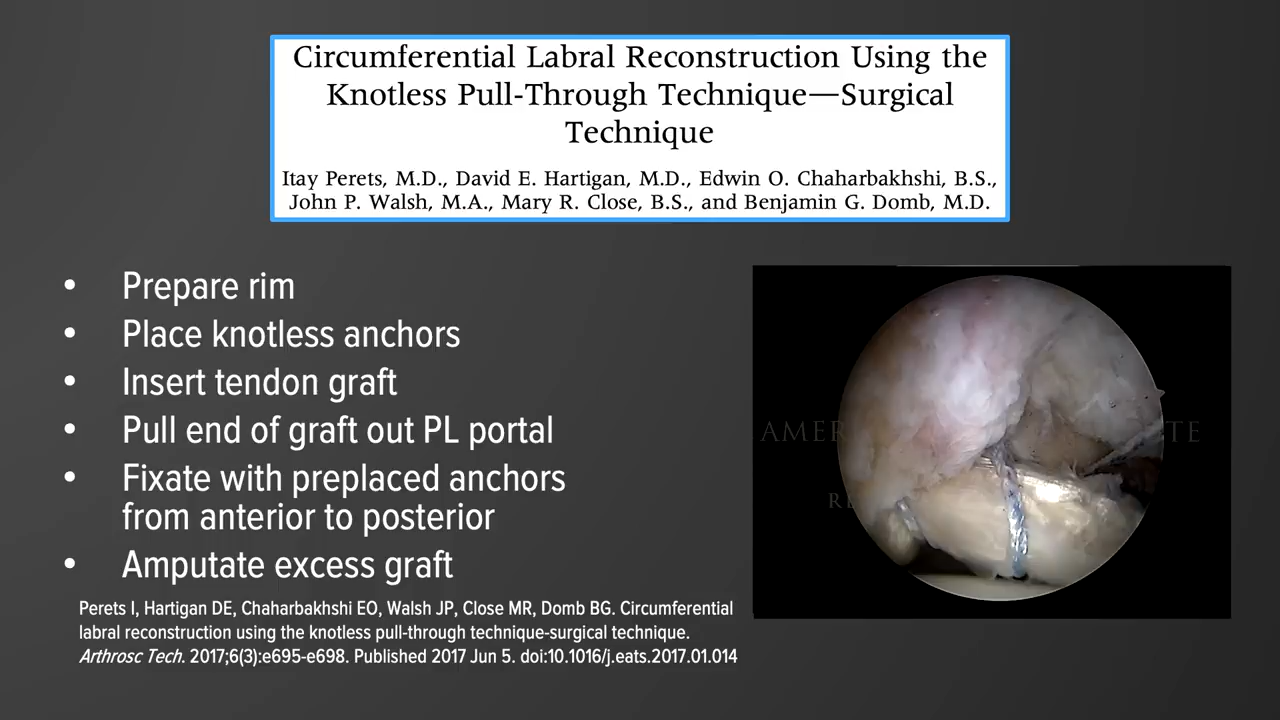 Circumferential Labral Reconstruction Using the
Knotless Pull-Through Technique—Surgical
Technique
Itay Perets, M.D., David E. Hartigan, M.D., Edwin O. Chaharbakhshi, B.S.,
John P. Walsh, M.A., Mary R. Close, B.S., and Benjamin G. Domb, M.D.
• Prepare rim
• Place knotless anchors
• Insert tendon graft
• Pull end of graft out PL portal
• Fixate with preplaced anchors
from anterior to posterior
• Amputate excess graft
Perets I, Hartigan DE, Chaharbakhshi EO, Walsh JP, Close MR, Domb BG. Circumferential
labral reconstruction using the knotless pull-through technique-surgical technique.
Arthrosc Tech. 2017;6(3):e695-e698. Published 2017 Jun 5. doi:10.1016/j.eats.2017.01.014